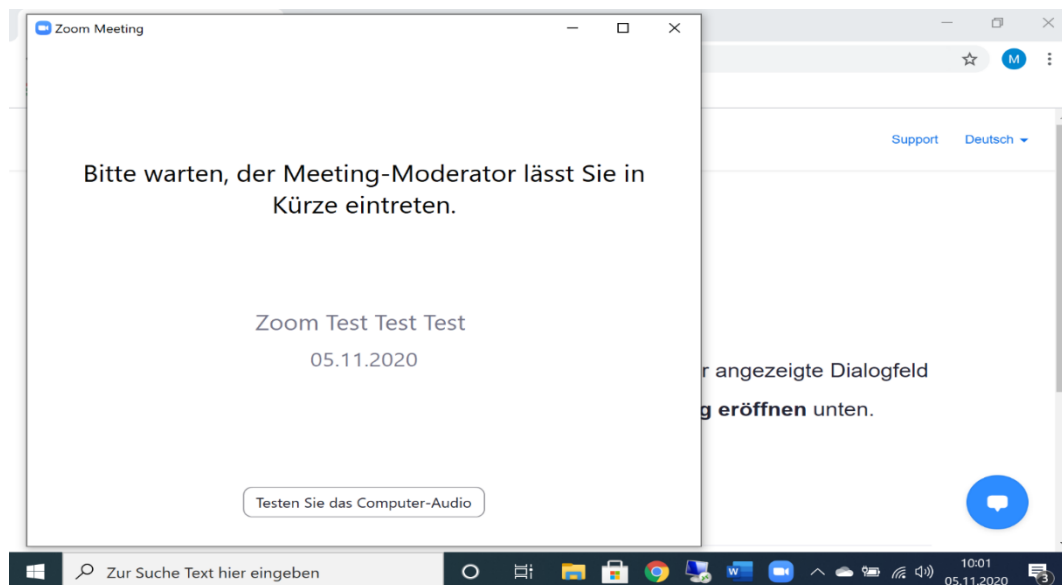 Zoom Meeting
Bitte warten, der Meeting-Moderator lässt Sie in
Kürze eintreten.
Zoom Test Test Test
05.11.2020
Testen Sie das Computer-Audio
M
Support Deutsch
r angezeigte Dialogfeld
g eröffnen unten.
Zur Suche Text hier eingeben
W
10:01
05.11.2020
3